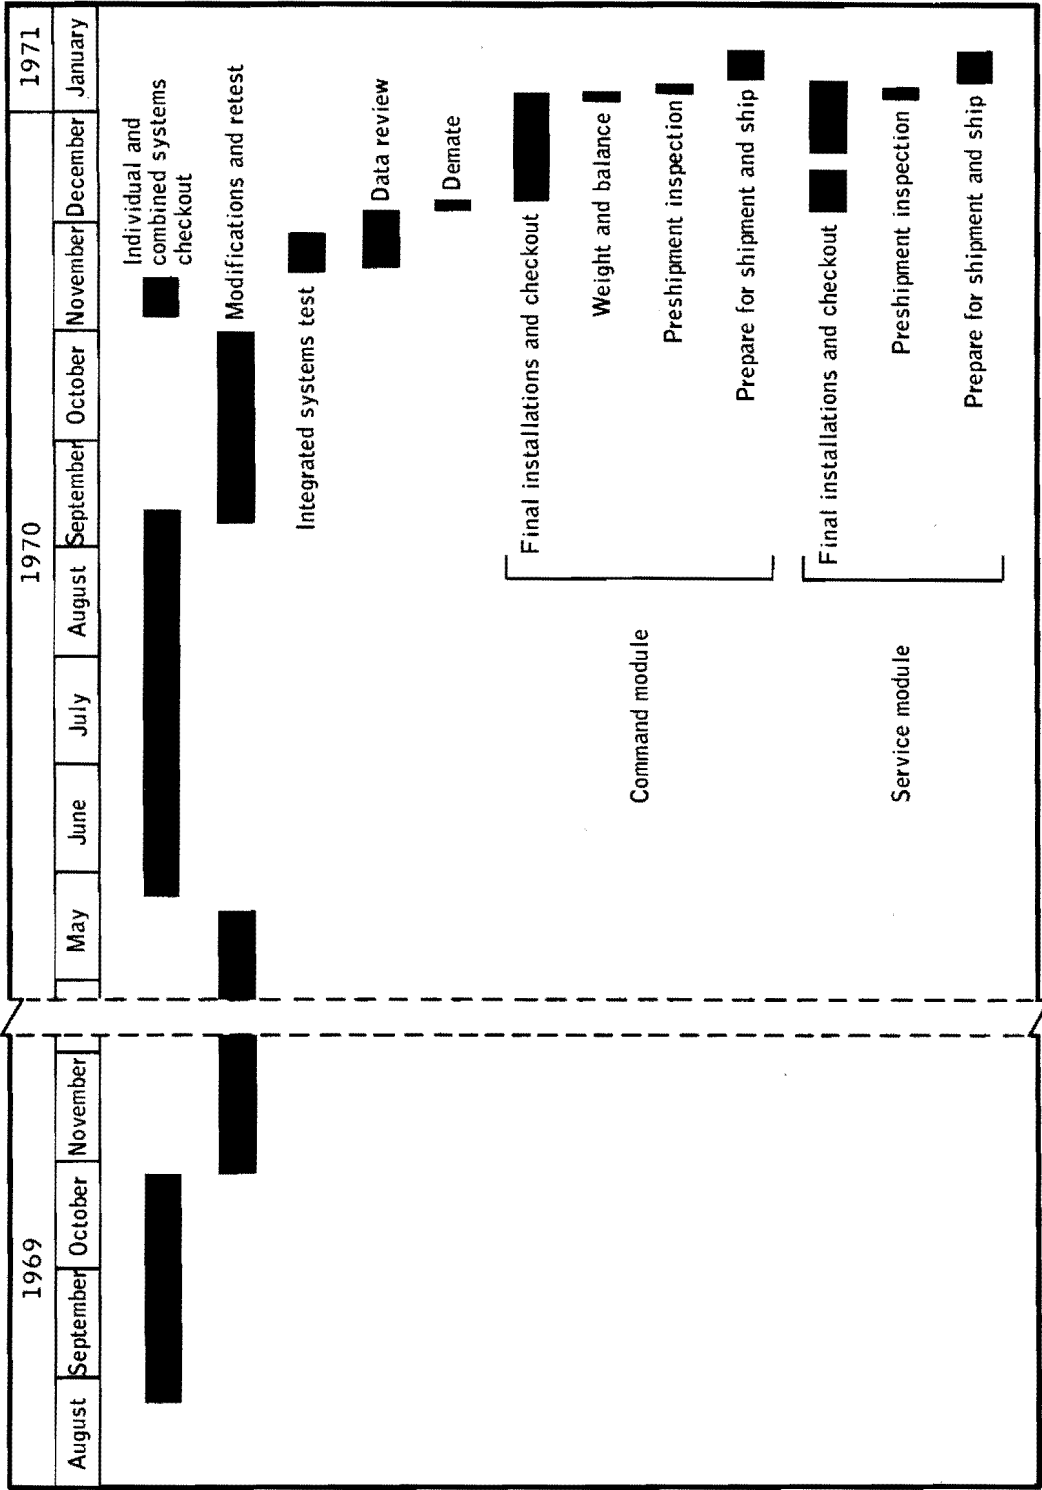 1969
1970
1971
August
September
October
November
May
June
July
August
September
October
November
December
January
Individual and
combined systems
checkout
Modifications and retest
Integrated systems test
Data review
Demate
Command module
Final installations and checkout
Weight and balance
Preshipment inspection
Prepare for shipment and ship
Service module
Final installations and checkout
Preshipment inspection
Prepare for shipment and ship